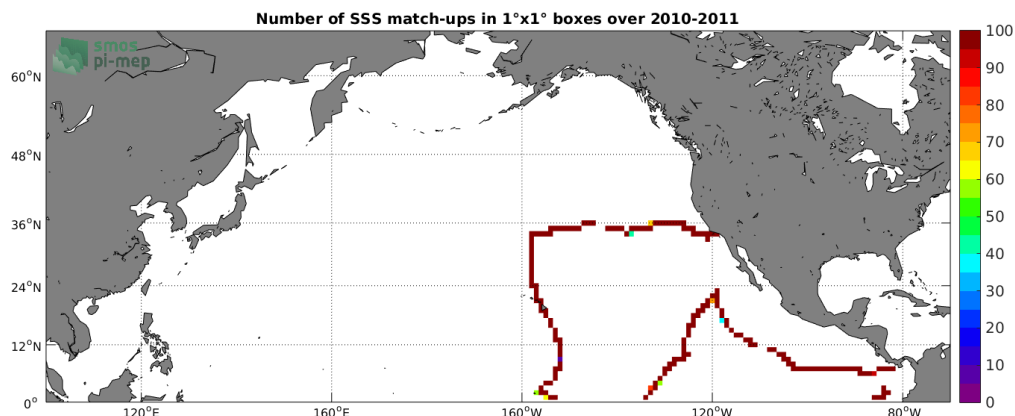 Number of SSS match-ups in 1°x1° boxes over 2010-2011
smos
pi-mep
60°N
48°N
36°N
24°N
12°N
0°
120°E
160°E
160°W
120°W
80°W
100
90
80
70
60
50
40
30
20
10
0